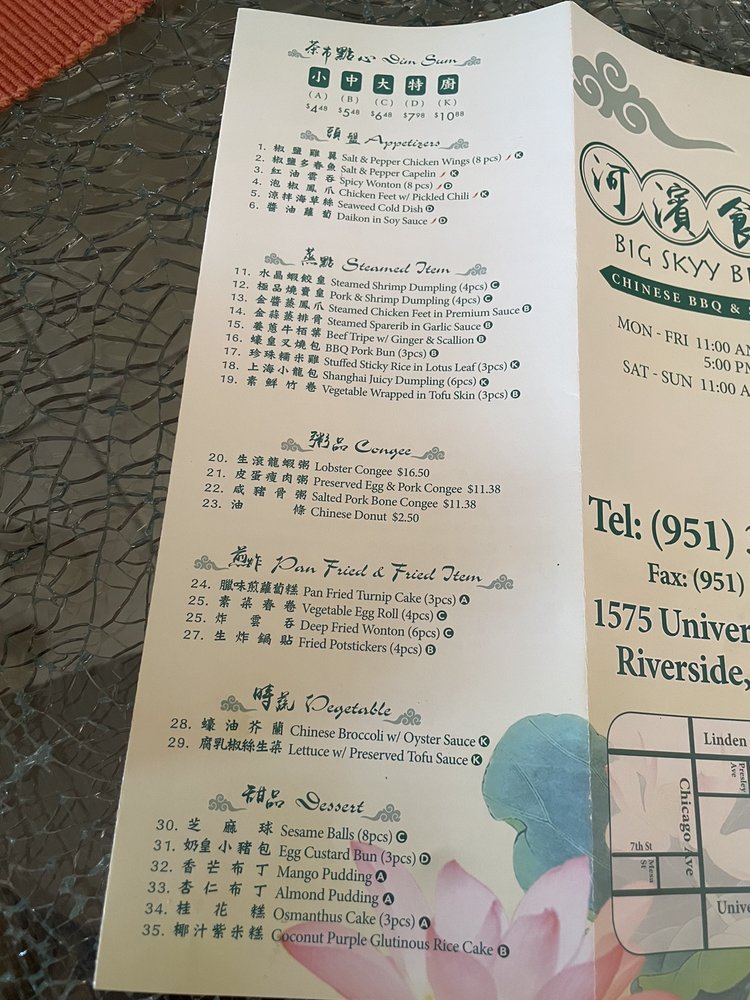 茶市點心 Dim Sum
小 中 大 特 廚
(A) (B) (C) (D) (K)
$4.48 $5.48 $6.48 $7.98 $10.88
頭盤 Appetizers
1. 椒鹽雞翼 Salt & Pepper Chicken Wings (8 pcs) K
2. 椒鹽多春魚 Salt & Pepper Capelin K
3. 紅油雲吞 Spicy Wonton (8 pcs) D
4. 泡椒鳳爪 Chicken Feet w/ Pickled Chili K
5. 涼拌海草絲 Seaweed Cold Dish D
6. 醬油蘿蔔 Daikon in Soy Sauce D
蒸點 Steamed Item
11. 水晶蝦餃皇 Steamed Shrimp Dumpling (4pcs) C
12. 極品燒賣皇 Pork & Shrimp Dumpling (4pcs) C
13. 金醬蒸鳳爪 Steamed Chicken Feet in Premium Sauce B
14. 金蒜蒸排骨 Steamed Sparerib in Garlic Sauce B
15. 姜蔥牛栢葉 Beef Tripe w/ Ginger & Scallion B
16. 蠔皇叉燒包 BBQ Pork Bun (3pcs) B
17. 珍珠糯米雞 Stuffed Sticky Rice in Lotus Leaf (3pcs) K
18. 上海小龍包 Shanghai Juicy Dumpling (6pcs) K
19. 素鮮竹卷 Vegetable Wrapped in Tofu Skin (3pcs) B
粥品 Congee
20. 生滾龍蝦粥 Lobster Congee $16.50
21. 皮蛋瘦肉粥 Preserved Egg & Pork Congee $11.38
22. 咸豬骨粥 Salted Pork Bone Congee $11.38
23. 油條 Chinese Donut $2.50
煎炸 Pan Fried & Fried Item
24. 臘味煎蘿蔔糕 Pan Fried Turnip Cake (3pcs) A
25. 素菜春卷 Vegetable Egg Roll (4pcs) C
25. 炸雲吞 Deep Fried Wonton (6pcs) C
27. 生炸鍋貼 Fried Potstickers (4pcs) B
時蔬 Vegetable
28. 蠔油芥蘭 Chinese Broccoli w/ Oyster Sauce K
29. 腐乳椒絲生菜 Lettuce w/ Preserved Tofu Sauce K
甜品 Dessert
30. 芝麻球 Sesame Balls (8pcs) C
31. 奶皇小豬包 Egg Custard Bun (3pcs) D
32. 香芒布丁 Mango Pudding A
33. 杏仁布丁 Almond Pudding A
34. 桂花糕 Osmanthus Cake (3pcs) A
35. 椰汁紫米糕 Coconut Purple Glutinous Rice Cake B
河濱食
BIG SKYY B
CHINESE BBQ &
MON - FRI 11:00 A
5:00 P
SAT - SUN 11:00 A
Tel: (951)
Fax: (951)
1575 Univer
Riverside,
Linden
Presley Ave
Chicago Ave
7th St
Mesa St
Unive